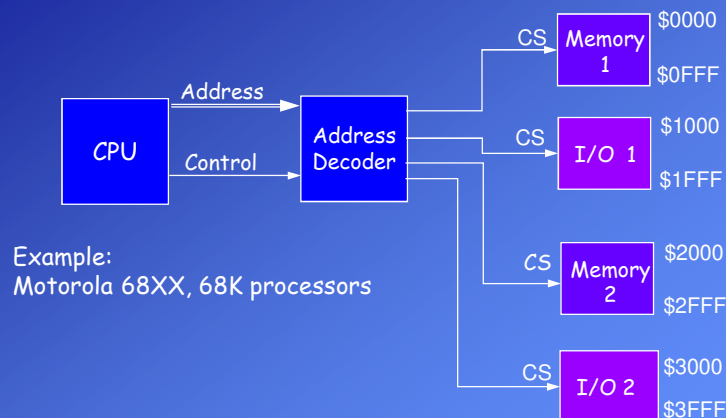 CPU
Address
Control
Address
Decoder
CS
Memory
1
$0000
$0FFF
CS
I/O 1
$1000
$1FFF
CS
Memory
2
$2000
$2FFF
CS
I/O 2
$3000
$3FFF
Example:
Motorola 68XX, 68K processors